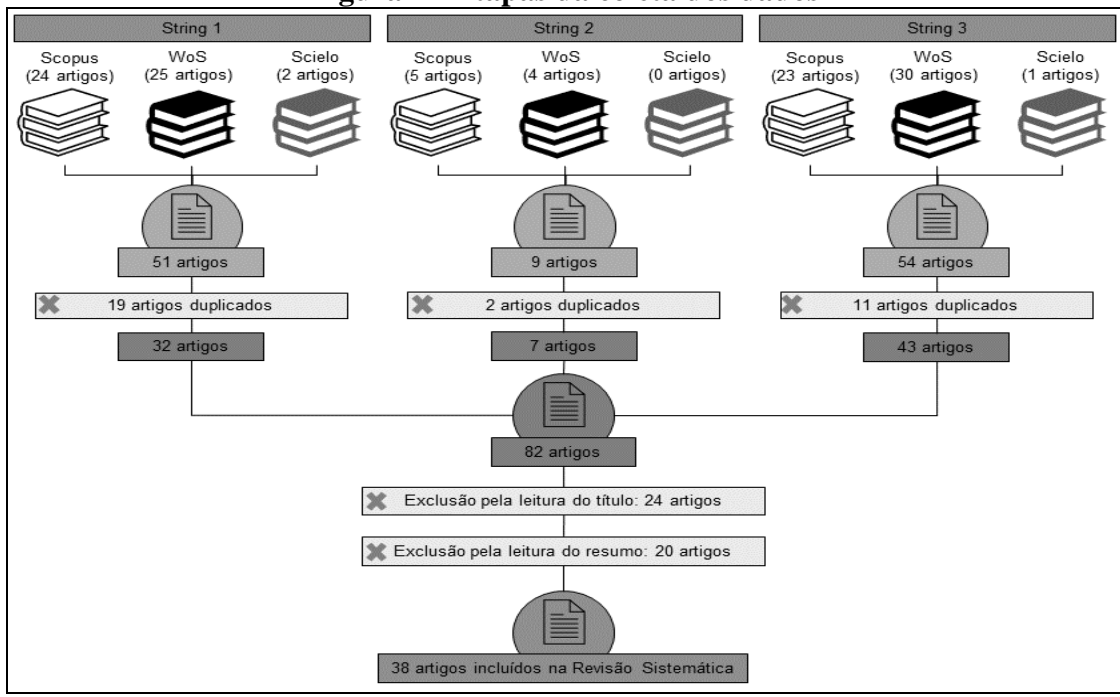 String 1
String 2
String 3
Scopus
(24 artigos)
WoS
(25 artigos)
Scielo
(2 artigos)
Scopus
(5 artigos)
WoS
(4 artigos)
Scielo
(0 artigos)
Scopus
(23 artigos)
WoS
(30 artigos)
Scielo
(1 artigos)
51 artigos
9 artigos
54 artigos
19 artigos duplicados
2 artigos duplicados
11 artigos duplicados
32 artigos
7 artigos
43 artigos
82 artigos
Exclusão pela leitura do título: 24 artigos
Exclusão pela leitura do resumo: 20 artigos
38 artigos incluídos na Revisão Sistemática